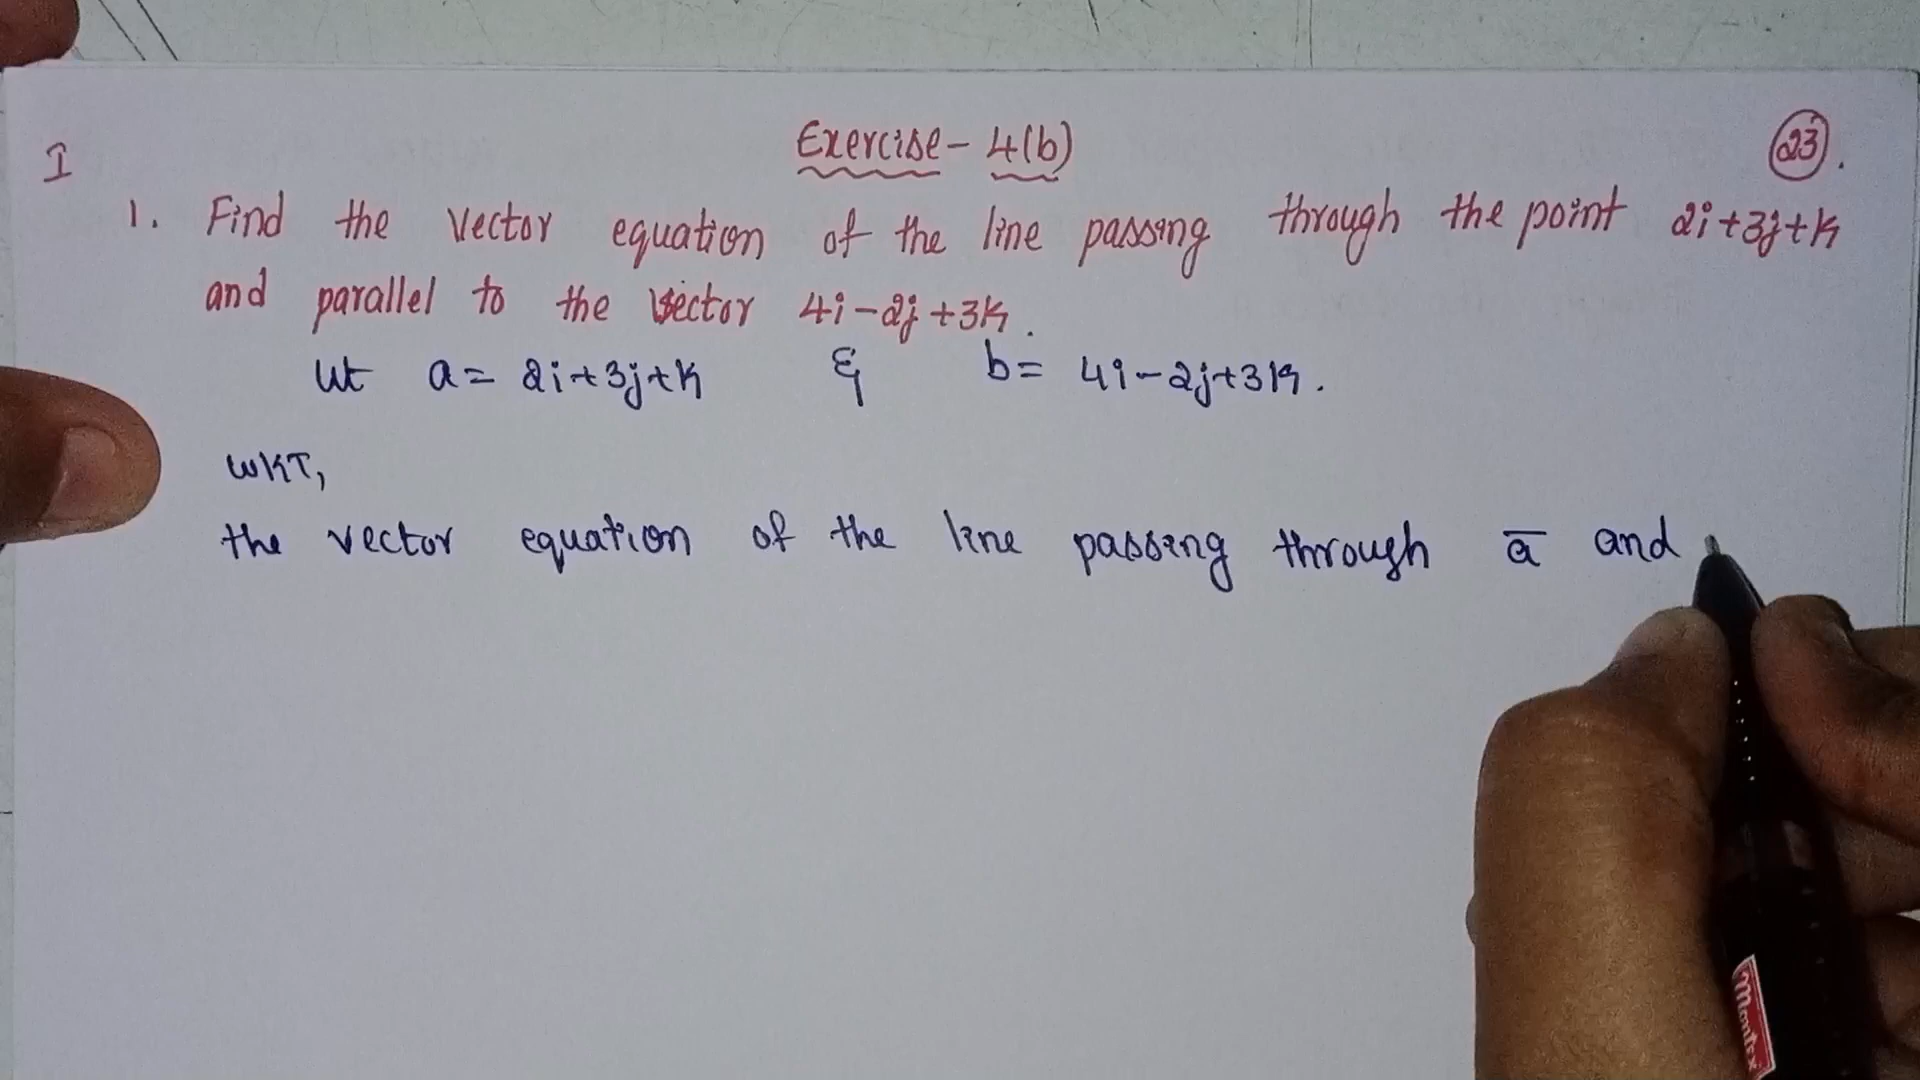 Exercise - 4(b)
23.
I
1. Find the vector equation of the line passing through the point 2i+3j+k
and parallel to the vector 4i-2j+3k.
let a = 2i+3j+k & b = 4i-2j+3k.
WKT,
the vector equation of the line passing through a̅ and
Montex